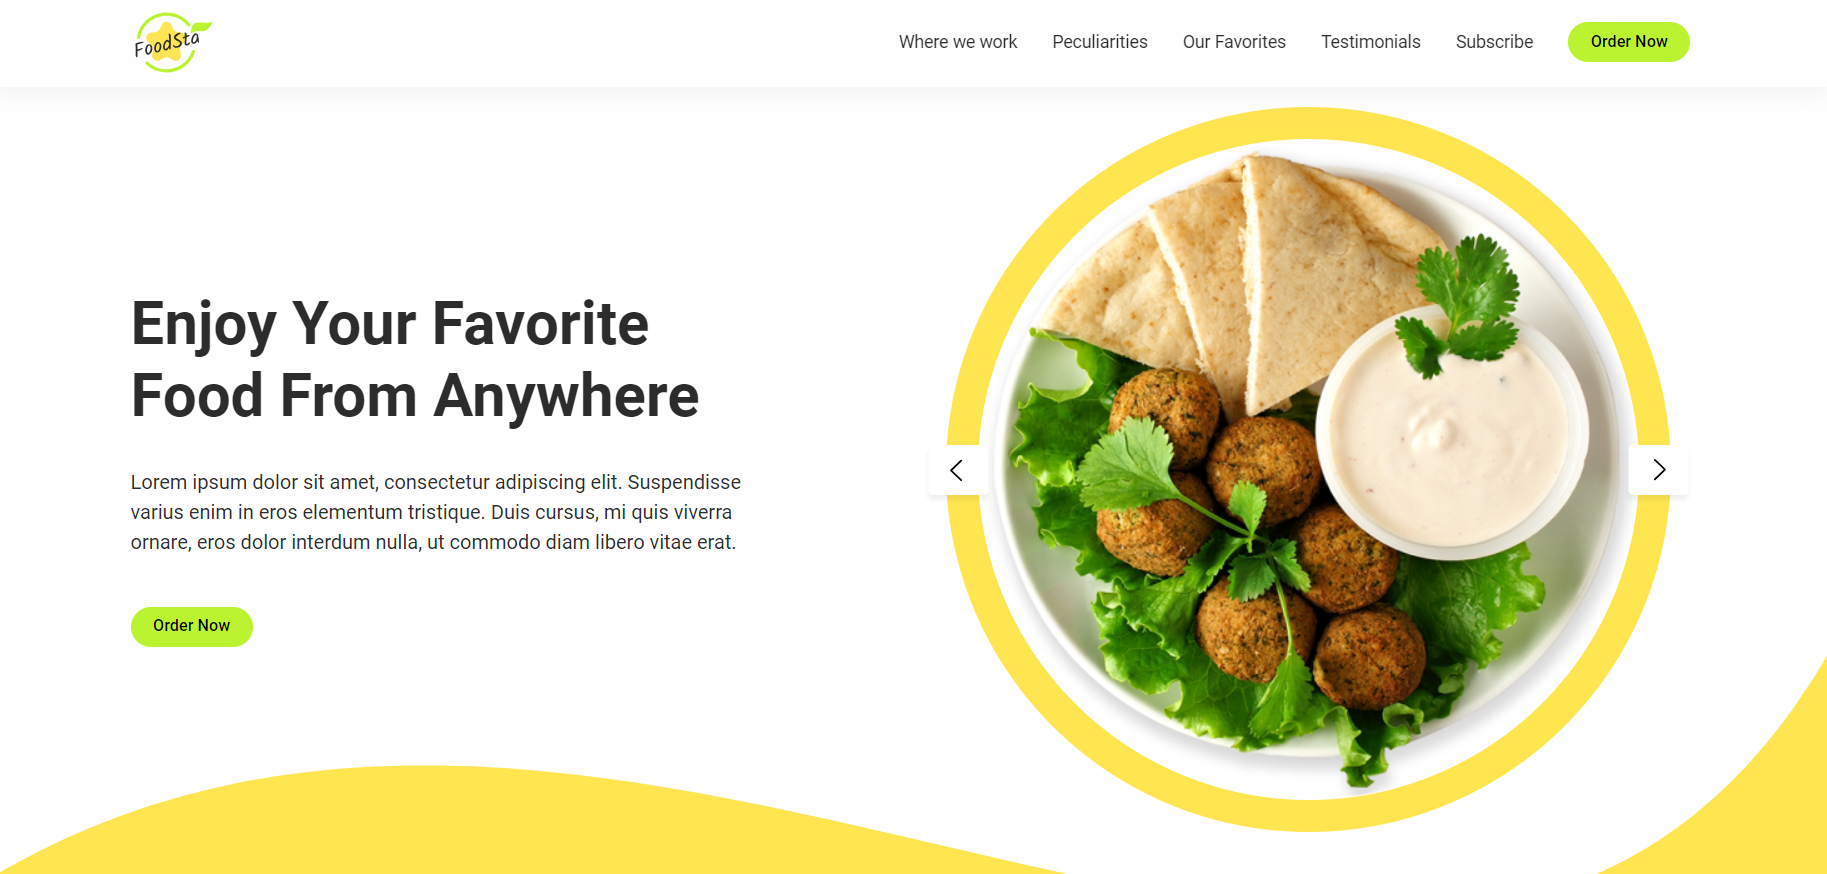 FoodSta
Where we work
Peculiarities
Our Favorites
Testimonials
Subscribe
Order Now
Enjoy Your Favorite
Food From Anywhere
Lorem ipsum dolor sit amet, consectetur adipiscing elit. Suspendisse
varius enim in eros elementum tristique. Duis cursus, mi quis viverra
ornare, eros dolor interdum nulla, ut commodo diam libero vitae erat.
Order Now